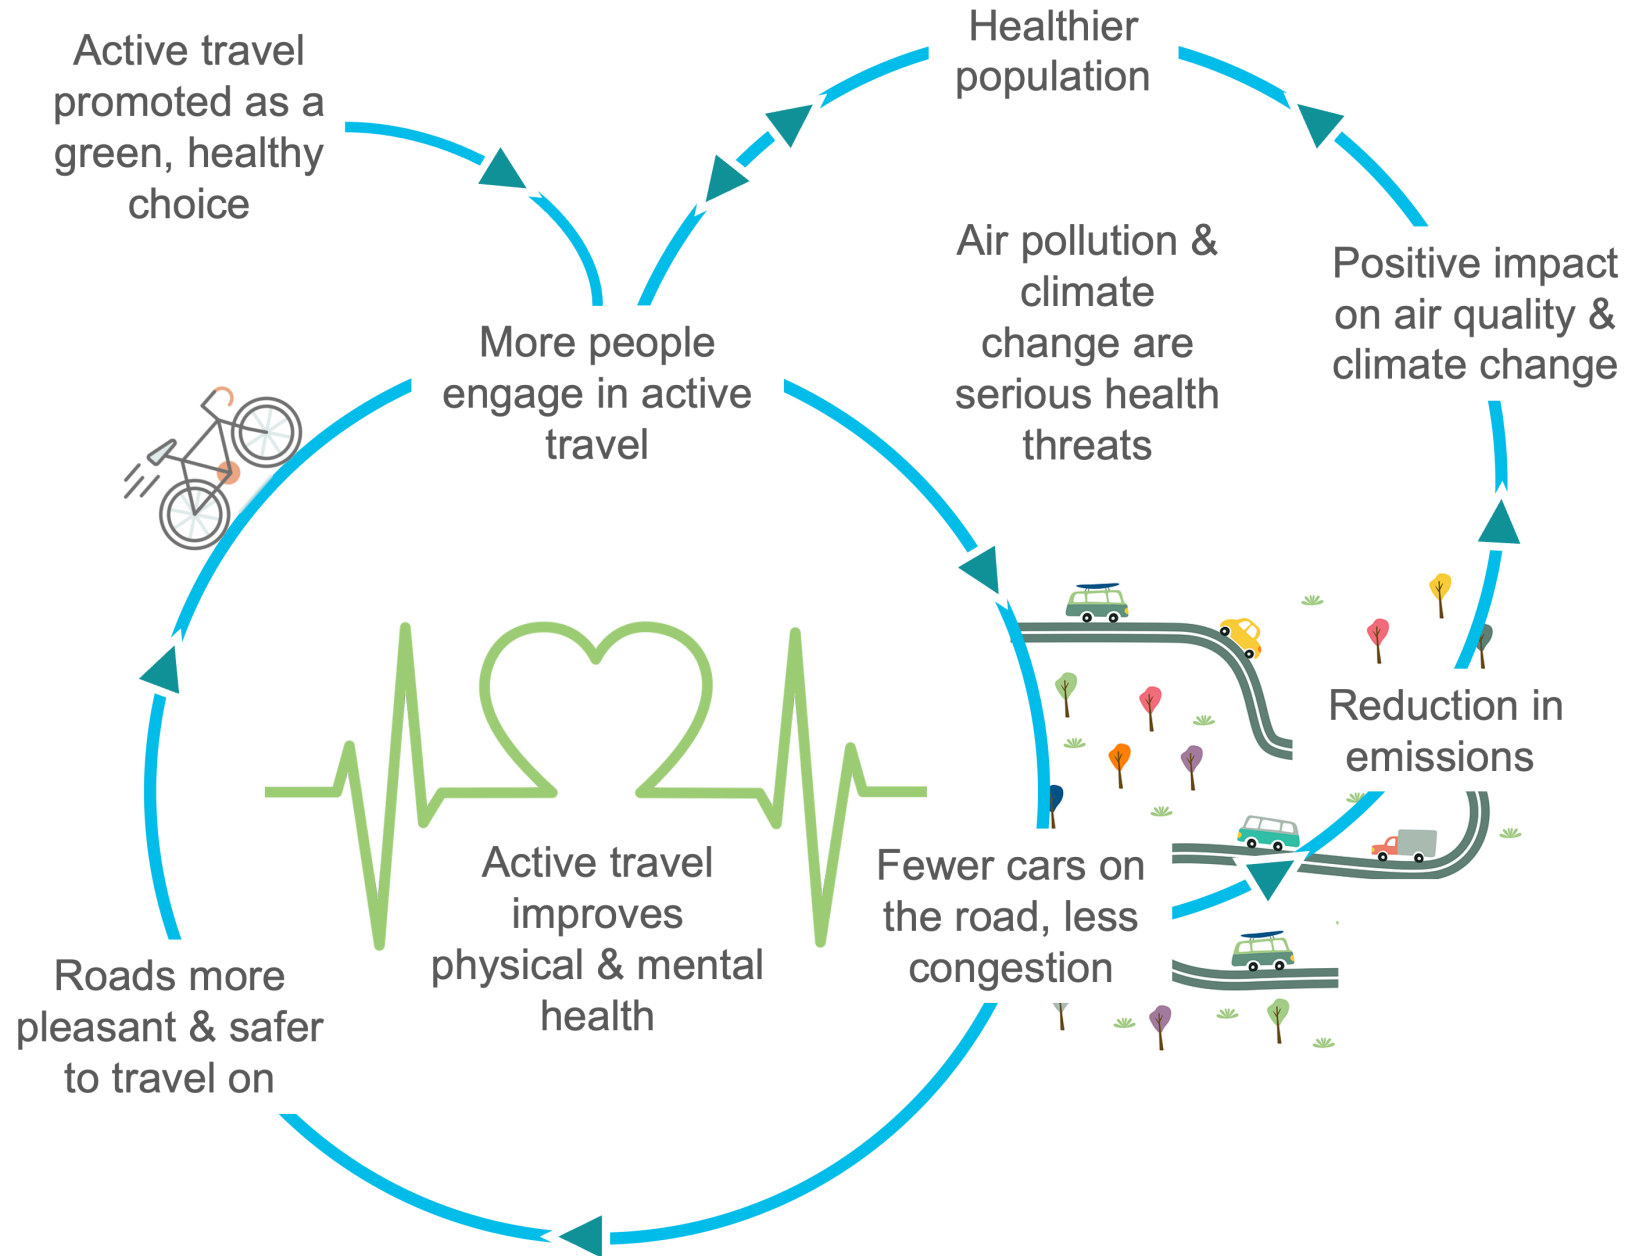 Active travel
promoted as a
green, healthy
choice
Healthier
population
More people
engage in active
travel
Air pollution &
climate
change are
serious health
threats
Positive impact
on air quality &
climate change
Reduction in
emissions
Fewer cars on
the road, less
congestion
Active travel
improves
physical & mental
health
Roads more
pleasant & safer
to travel on